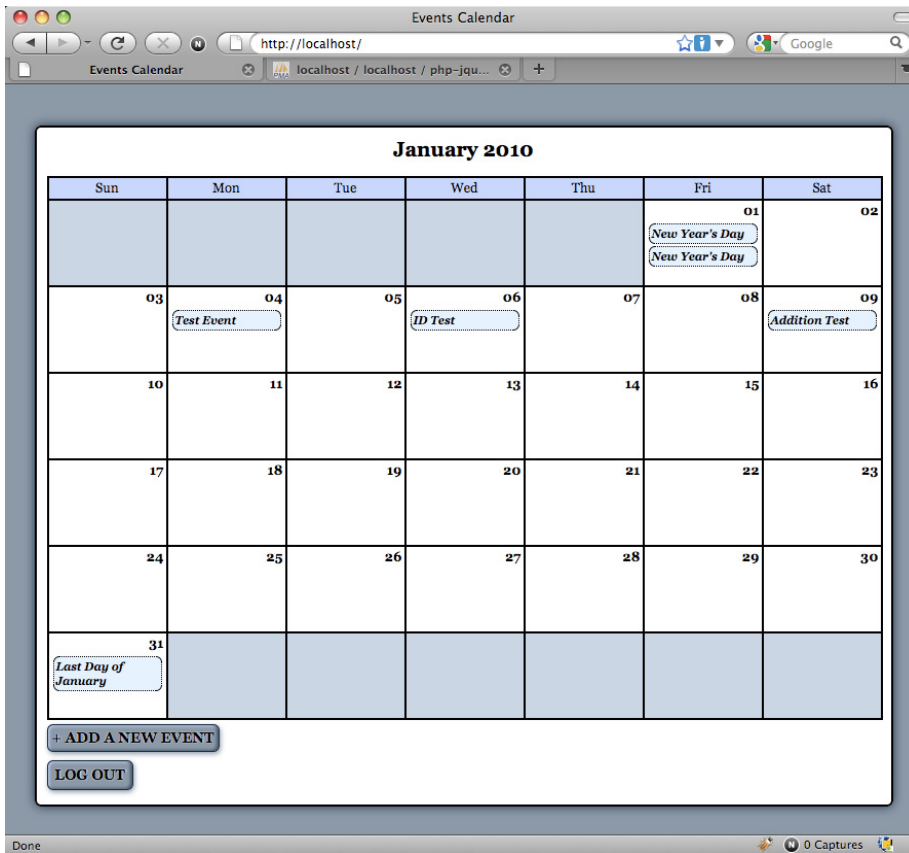 Events Calendar
http://localhost/
Google
Events Calendar
localhost / localhost / php-jqu...
January 2010
Sun Mon Tue Wed Thu Fri Sat
01 02
New Year's Day
New Year's Day
03 04 05 06 07 08 09
Test Event ID Test Addition Test
10 11 12 13 14 15 16
17 18 19 20 21 22 23
24 25 26 27 28 29 30
31
Last Day of
January
+ ADD A NEW EVENT
LOG OUT
Done
0 Captures